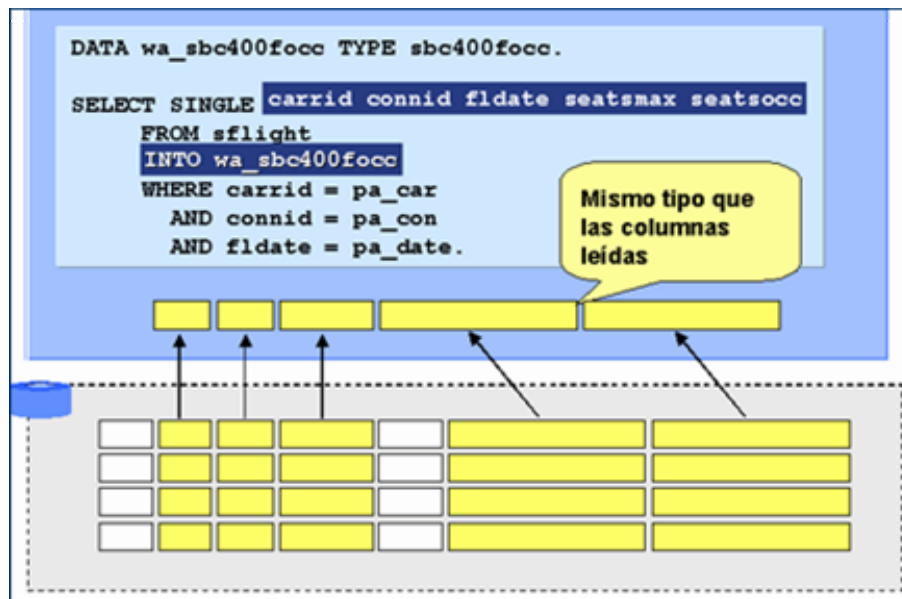 DATA wa_sbc400focc TYPE sbc400focc.
SELECT SINGLE carrid connid fldate seatsmax seatsocc
FROM sflight
INTO wa_sbc400focc
WHERE carrid = pa_car
AND connid = pa_con
AND fldate = pa_date.
Mismo tipo que
las columnas
leídas